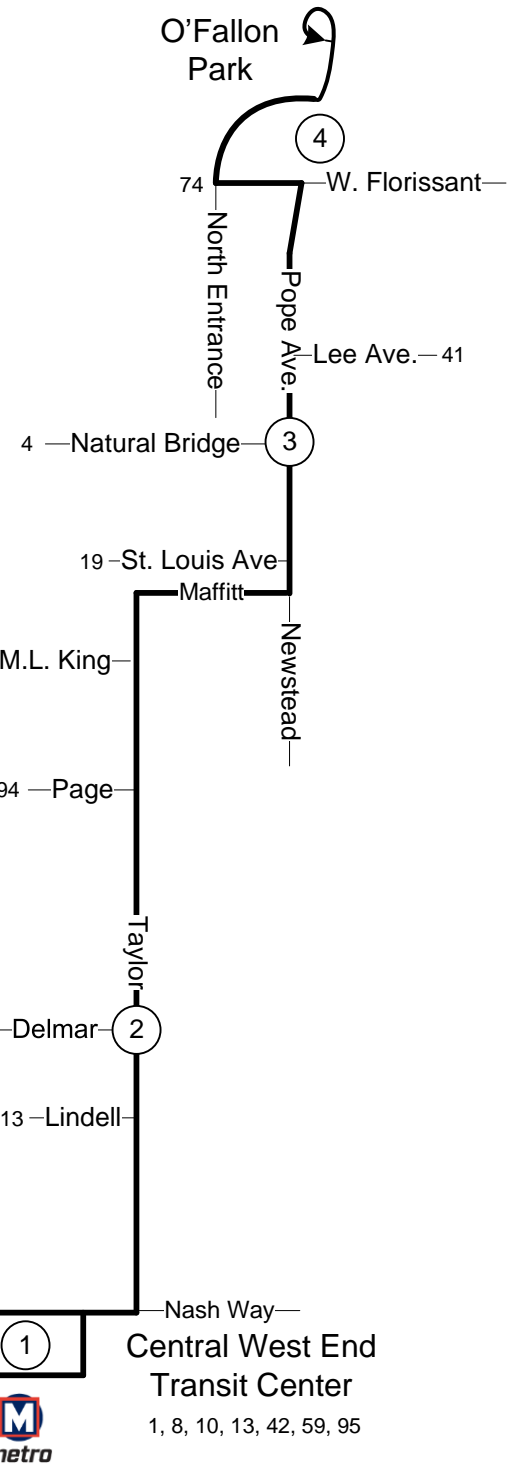 O'Fallon
Park
4
74 W. Florissant
North Entrance
Pope Ave.
Lee Ave. 41
4 Natural Bridge 3
19 St. Louis Ave
Maffitt
Newstead
M.L. King
94 Page
Taylor
Delmar 2
13 Lindell
Nash Way
1
Central West End
Transit Center
1, 8, 10, 13, 42, 59, 95
M
metro